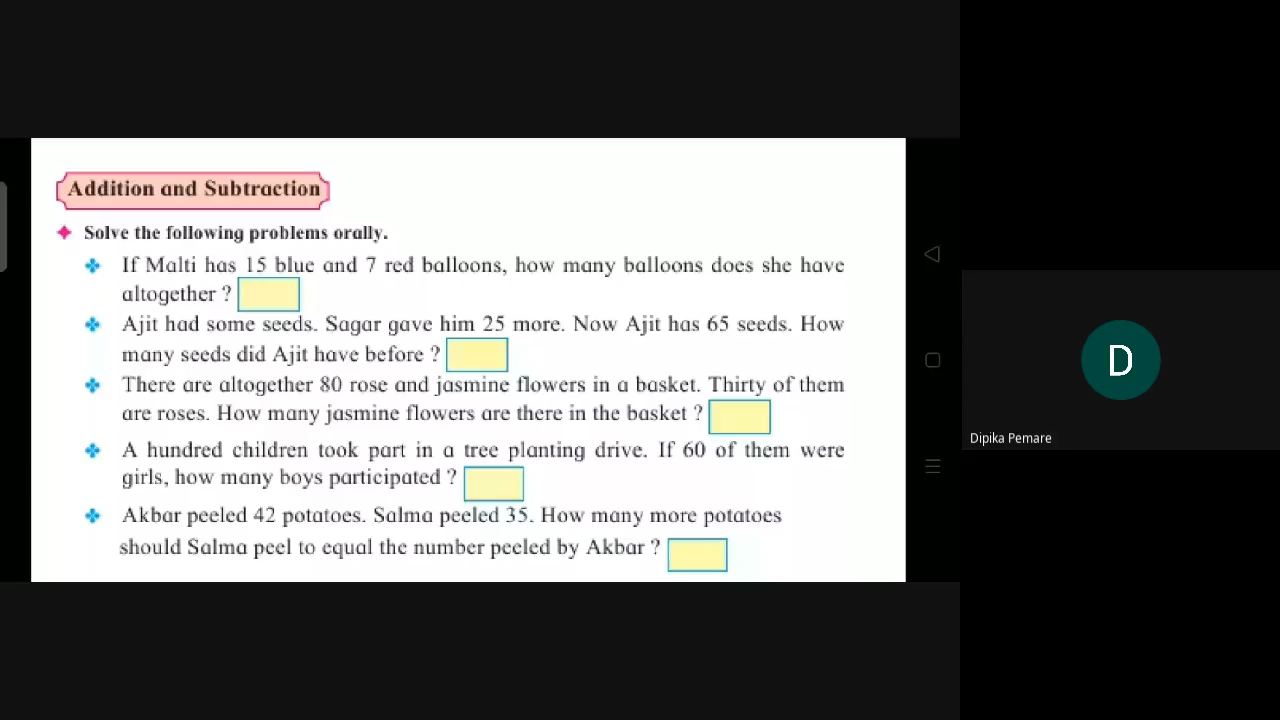 Addition and Subtraction
Solve the following problems orally.
If Malti has 15 blue and 7 red balloons, how many balloons does she have
altogether ?
Ajit had some seeds. Sagar gave him 25 more. Now Ajit has 65 seeds. How
many seeds did Ajit have before ?
There are altogether 80 rose and jasmine flowers in a basket. Thirty of them
are roses. How many jasmine flowers are there in the basket ?
A hundred children took part in a tree planting drive. If 60 of them were
girls, how many boys participated ?
Akbar peeled 42 potatoes. Salma peeled 35. How many more potatoes
should Salma peel to equal the number peeled by Akbar ?
D
Dipika Pemare